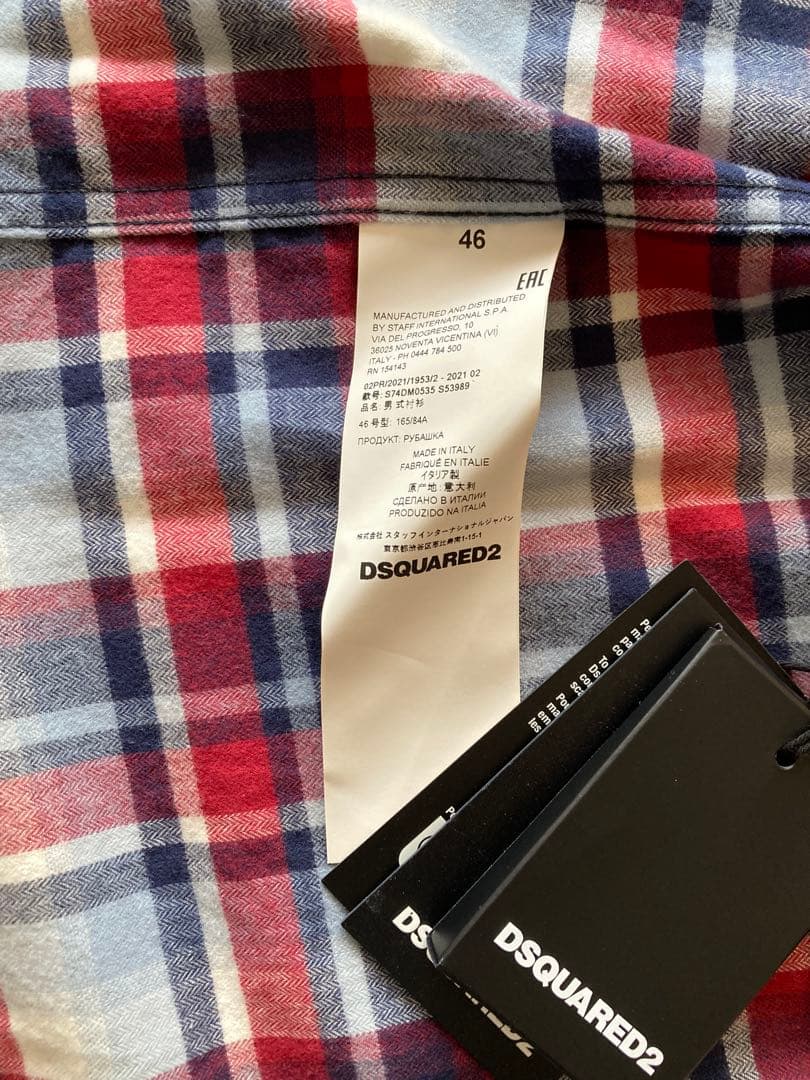 46
EAC
MANUFACTURED AND DISTRIBUTED
BY STAFF INTERNATIONAL S.P.A.
VIA DEL PROGRESSO, 10
36025 NOVENTA VICENTINA (VI)
ITALY - PH 0444 784 500
RN 154143
02PR/2021/1953/2 - 2021 02
款号: S74DM0535 S53989
品名: 男式衬衫
46 号型: 165/84A
ПРОДУКТ: РУБАШКА
MADE IN ITALY
FABRIQUÉ EN ITALIE
イタリア製
原产地: 意大利
СДЕЛАНО В ИТАЛИИ
PRODUZIDO NA ITALIA
株式会社 スタッフインターナショナルジャパン
東京都渋谷区恵比寿南1-15-1
DSQUARED2
DSQUARED2